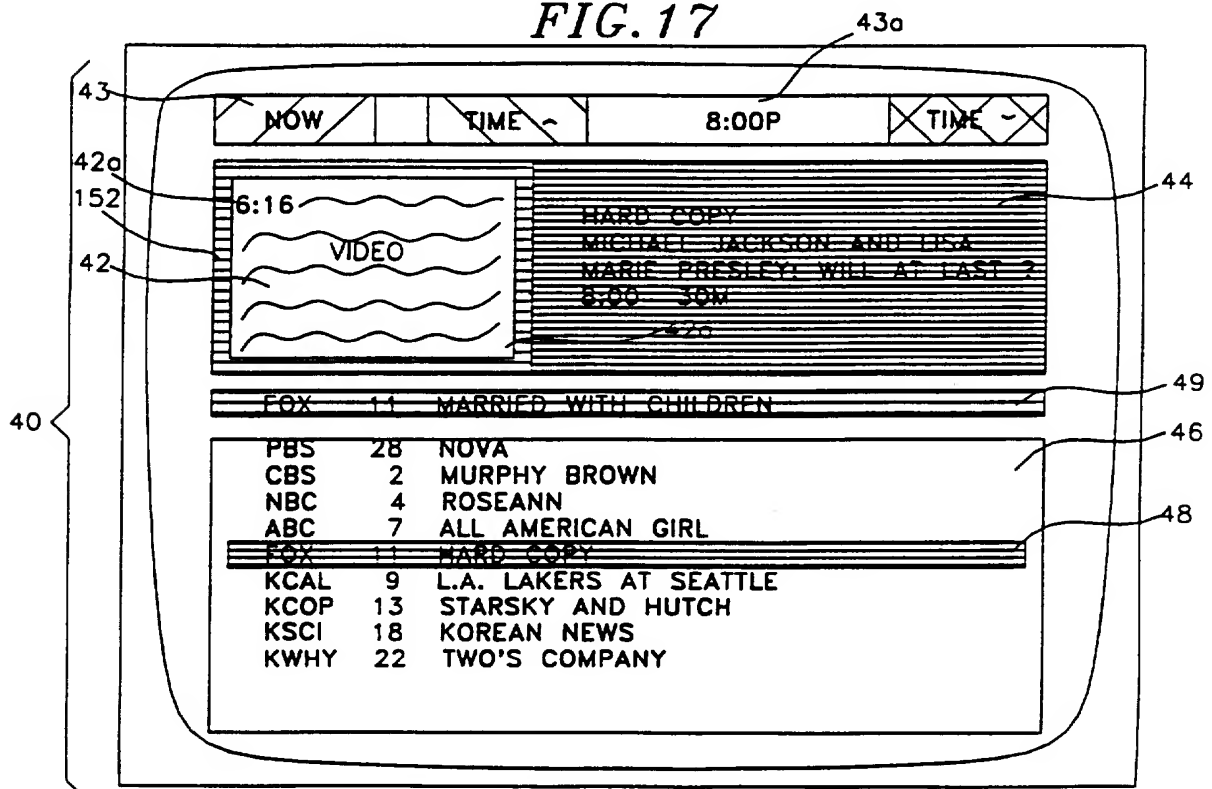 FIG. 17
43a
43
NOW TIME ~ 8:00P TIME ~
42a
152
42
6:16
VIDEO
44
HARD COPY
MICHAEL JACKSON AND LISA
MARIE PRESLEY: WILL AT LAST ?
8:00 30M
42a
40
49
FOX 11 MARRIED WITH CHILDREN
46
PBS 28 NOVA
CBS 2 MURPHY BROWN
NBC 4 ROSEANN
ABC 7 ALL AMERICAN GIRL
48
FOX 11 HARD COPY
KCAL 9 L.A. LAKERS AT SEATTLE
KCOP 13 STARSKY AND HUTCH
KSCI 18 KOREAN NEWS
KWHY 22 TWO'S COMPANY